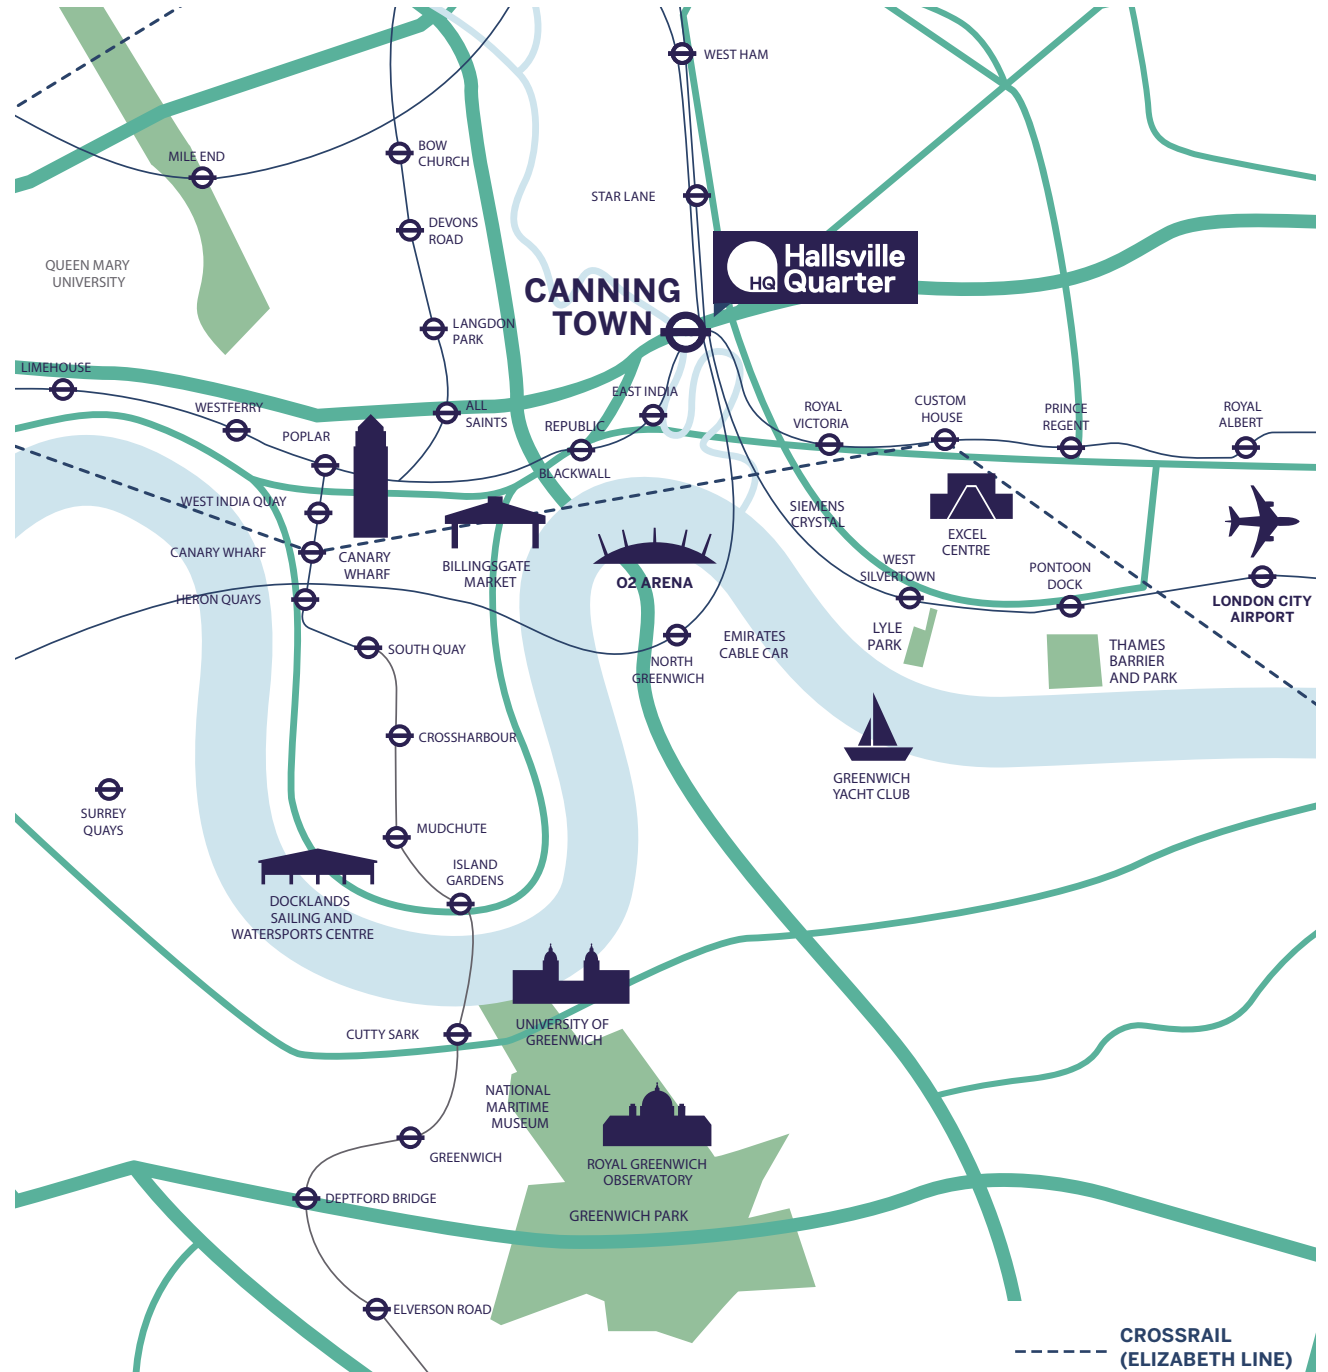 WEST HAM
BOW
CHURCH
MILE END
STAR LANE
DEVONS
ROAD
QUEEN MARY
UNIVERSITY
HQ
Hallsville
Quarter
CANNING
TOWN
LANGDON
PARK
LIMEHOUSE
WESTFERRY
ALL
SAINTS
EAST INDIA
REPUBLIC
ROYAL
VICTORIA
CUSTOM
HOUSE
PRINCE
REGENT
ROYAL
ALBERT
POPLAR
BLACKWALL
WEST INDIA QUAY
SIEMENS
CRYSTAL
EXCEL
CENTRE
CANARY WHARF
CANARY
WHARF
BILLINGSGATE
MARKET
O2 ARENA
WEST
SILVERTOWN
PONTOON
DOCK
LONDON CITY
AIRPORT
HERON QUAYS
SOUTH QUAY
NORTH
GREENWICH
EMIRATES
CABLE CAR
LYLE
PARK
THAMES
BARRIER
AND PARK
CROSSHARBOUR
GREENWICH
YACHT CLUB
SURREY
QUAYS
MUDCHUTE
ISLAND
GARDENS
DOCKLANDS
SAILING AND
WATERSPORTS CENTRE
CUTTY SARK
UNIVERSITY OF
GREENWICH
NATIONAL
MARITIME
MUSEUM
GREENWICH
ROYAL GREENWICH
OBSERVATORY
DEPTFORD BRIDGE
GREENWICH PARK
ELVERSON ROAD
CROSSRAIL
(ELIZABETH LINE)